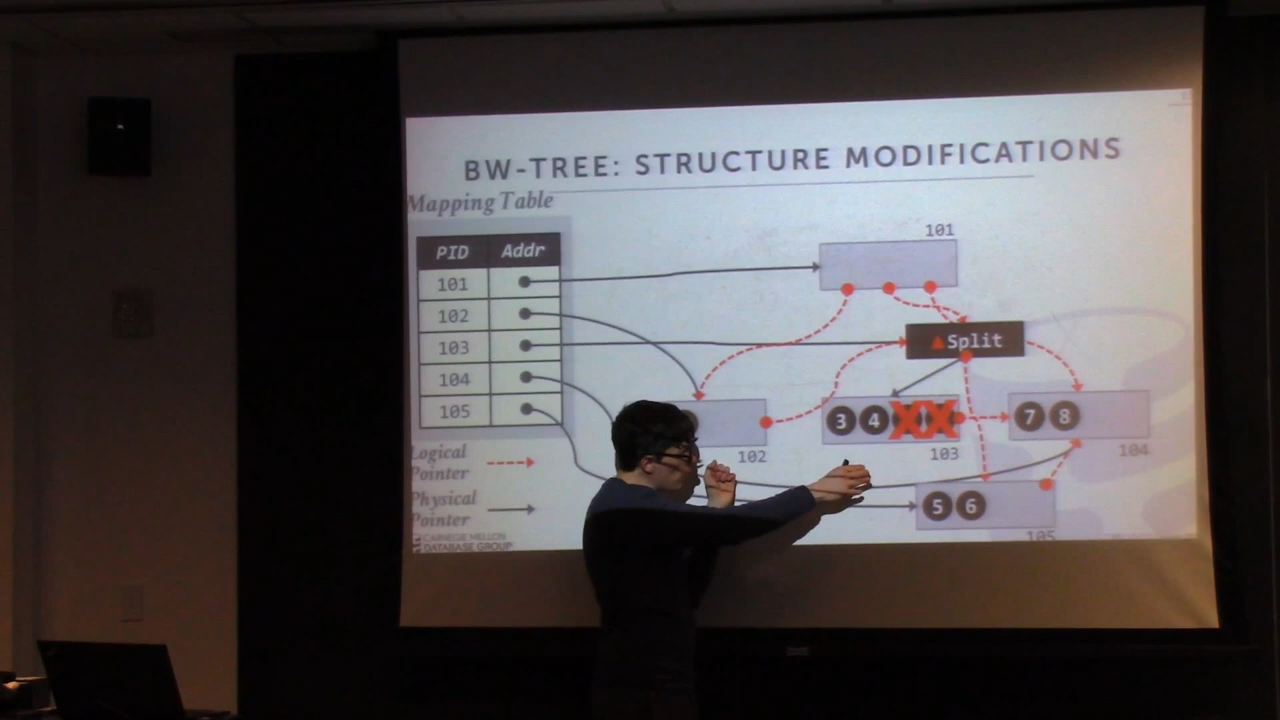 BW-TREE: STRUCTURE MODIFICATIONS
Mapping Table
PID Addr
101
102
103
104
105
101
▲Split
3 4 X X
7 8
102
103
104
5 6
105
Logical
Pointer
Physical
Pointer
CARNEGIE MELLON
DATABASE GROUP